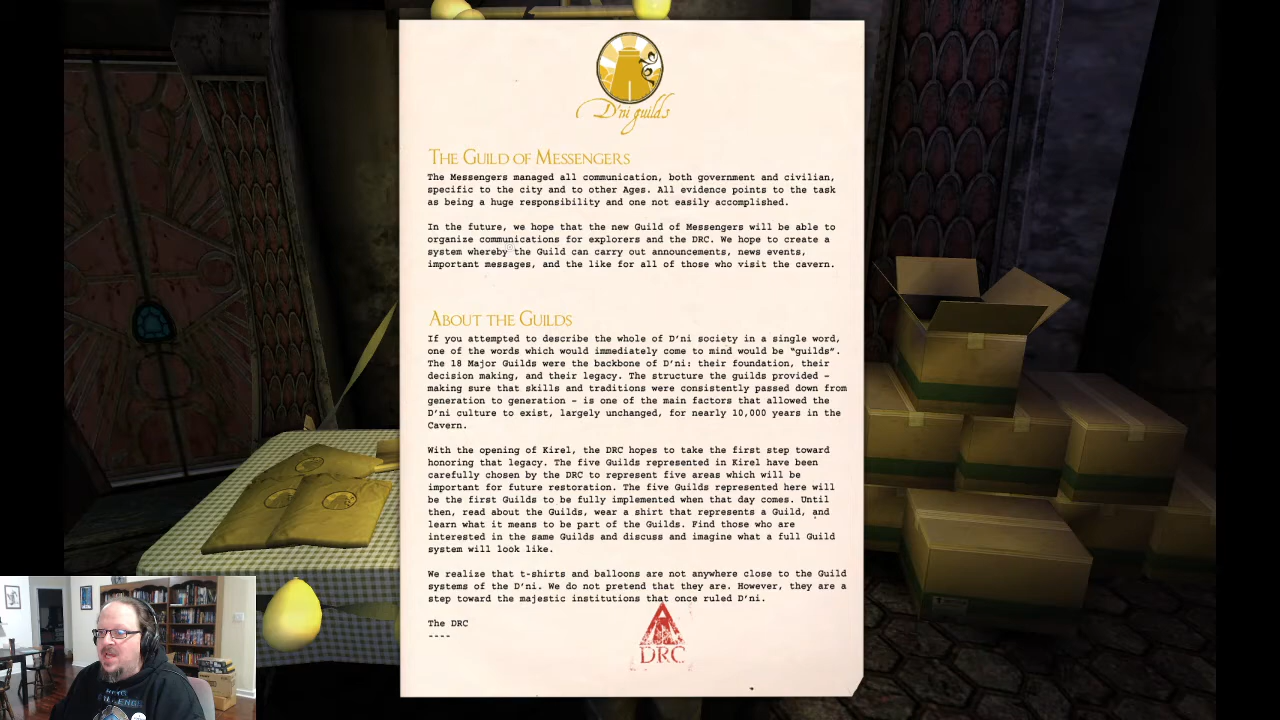 D'ni guilds
The Guild of Messengers
The Messengers managed all communication, both government and civilian,
specific to the city and to other Ages. All evidence points to the task
as being a huge responsibility and one not easily accomplished.
In the future, we hope that the new Guild of Messengers will be able to
organize communications for explorers and the DRC. We hope to create a
system whereby the Guild can carry out announcements, news events,
important messages, and the like for all of those who visit the cavern.
About the Guilds
If you attempted to describe the whole of D'ni society in a single word,
one of the words which would immediately come to mind would be “guilds”.
The 18 Major Guilds were the backbone of D'ni: their foundation, their
decision making, and their legacy. The structure the guilds provided –
making sure that skills and traditions were consistently passed down from
generation to generation – is one of the main factors that allowed the
D'ni culture to exist, largely unchanged, for nearly 10,000 years in the
Cavern.
With the opening of Kirel, the DRC hopes to take the first step toward
honoring that legacy. The five Guilds represented in Kirel have been
carefully chosen by the DRC to represent five areas which will be
important for future restoration. The five Guilds represented here will
be the first Guilds to be fully implemented when that day comes. Until
then, read about the Guilds, wear a shirt that represents a Guild, and
learn what it means to be part of the Guilds. Find those who are
interested in the same Guilds and discuss and imagine what a full Guild
system will look like.
We realize that t-shirts and balloons are not anywhere close to the Guild
systems of the D'ni. We do not pretend that they are. However, they are a
step toward the majestic institutions that once ruled D'ni.
The DRC
----
DRC